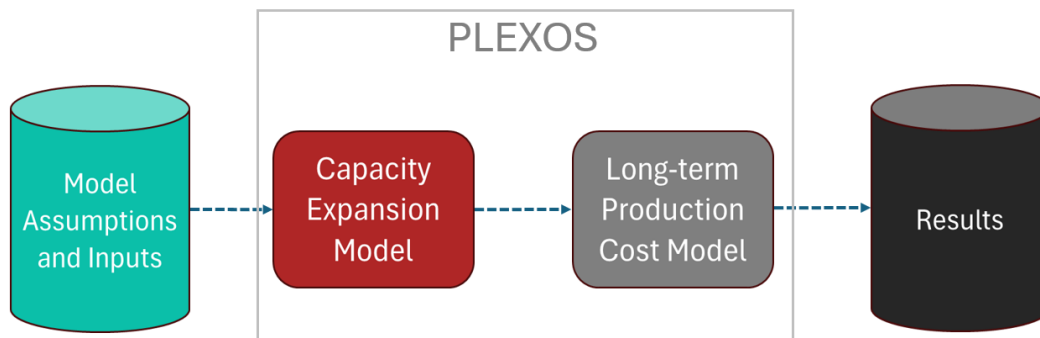 PLEXOS
Model
Assumptions
and Inputs
Capacity
Expansion
Model
Long-term
Production
Cost Model
Results